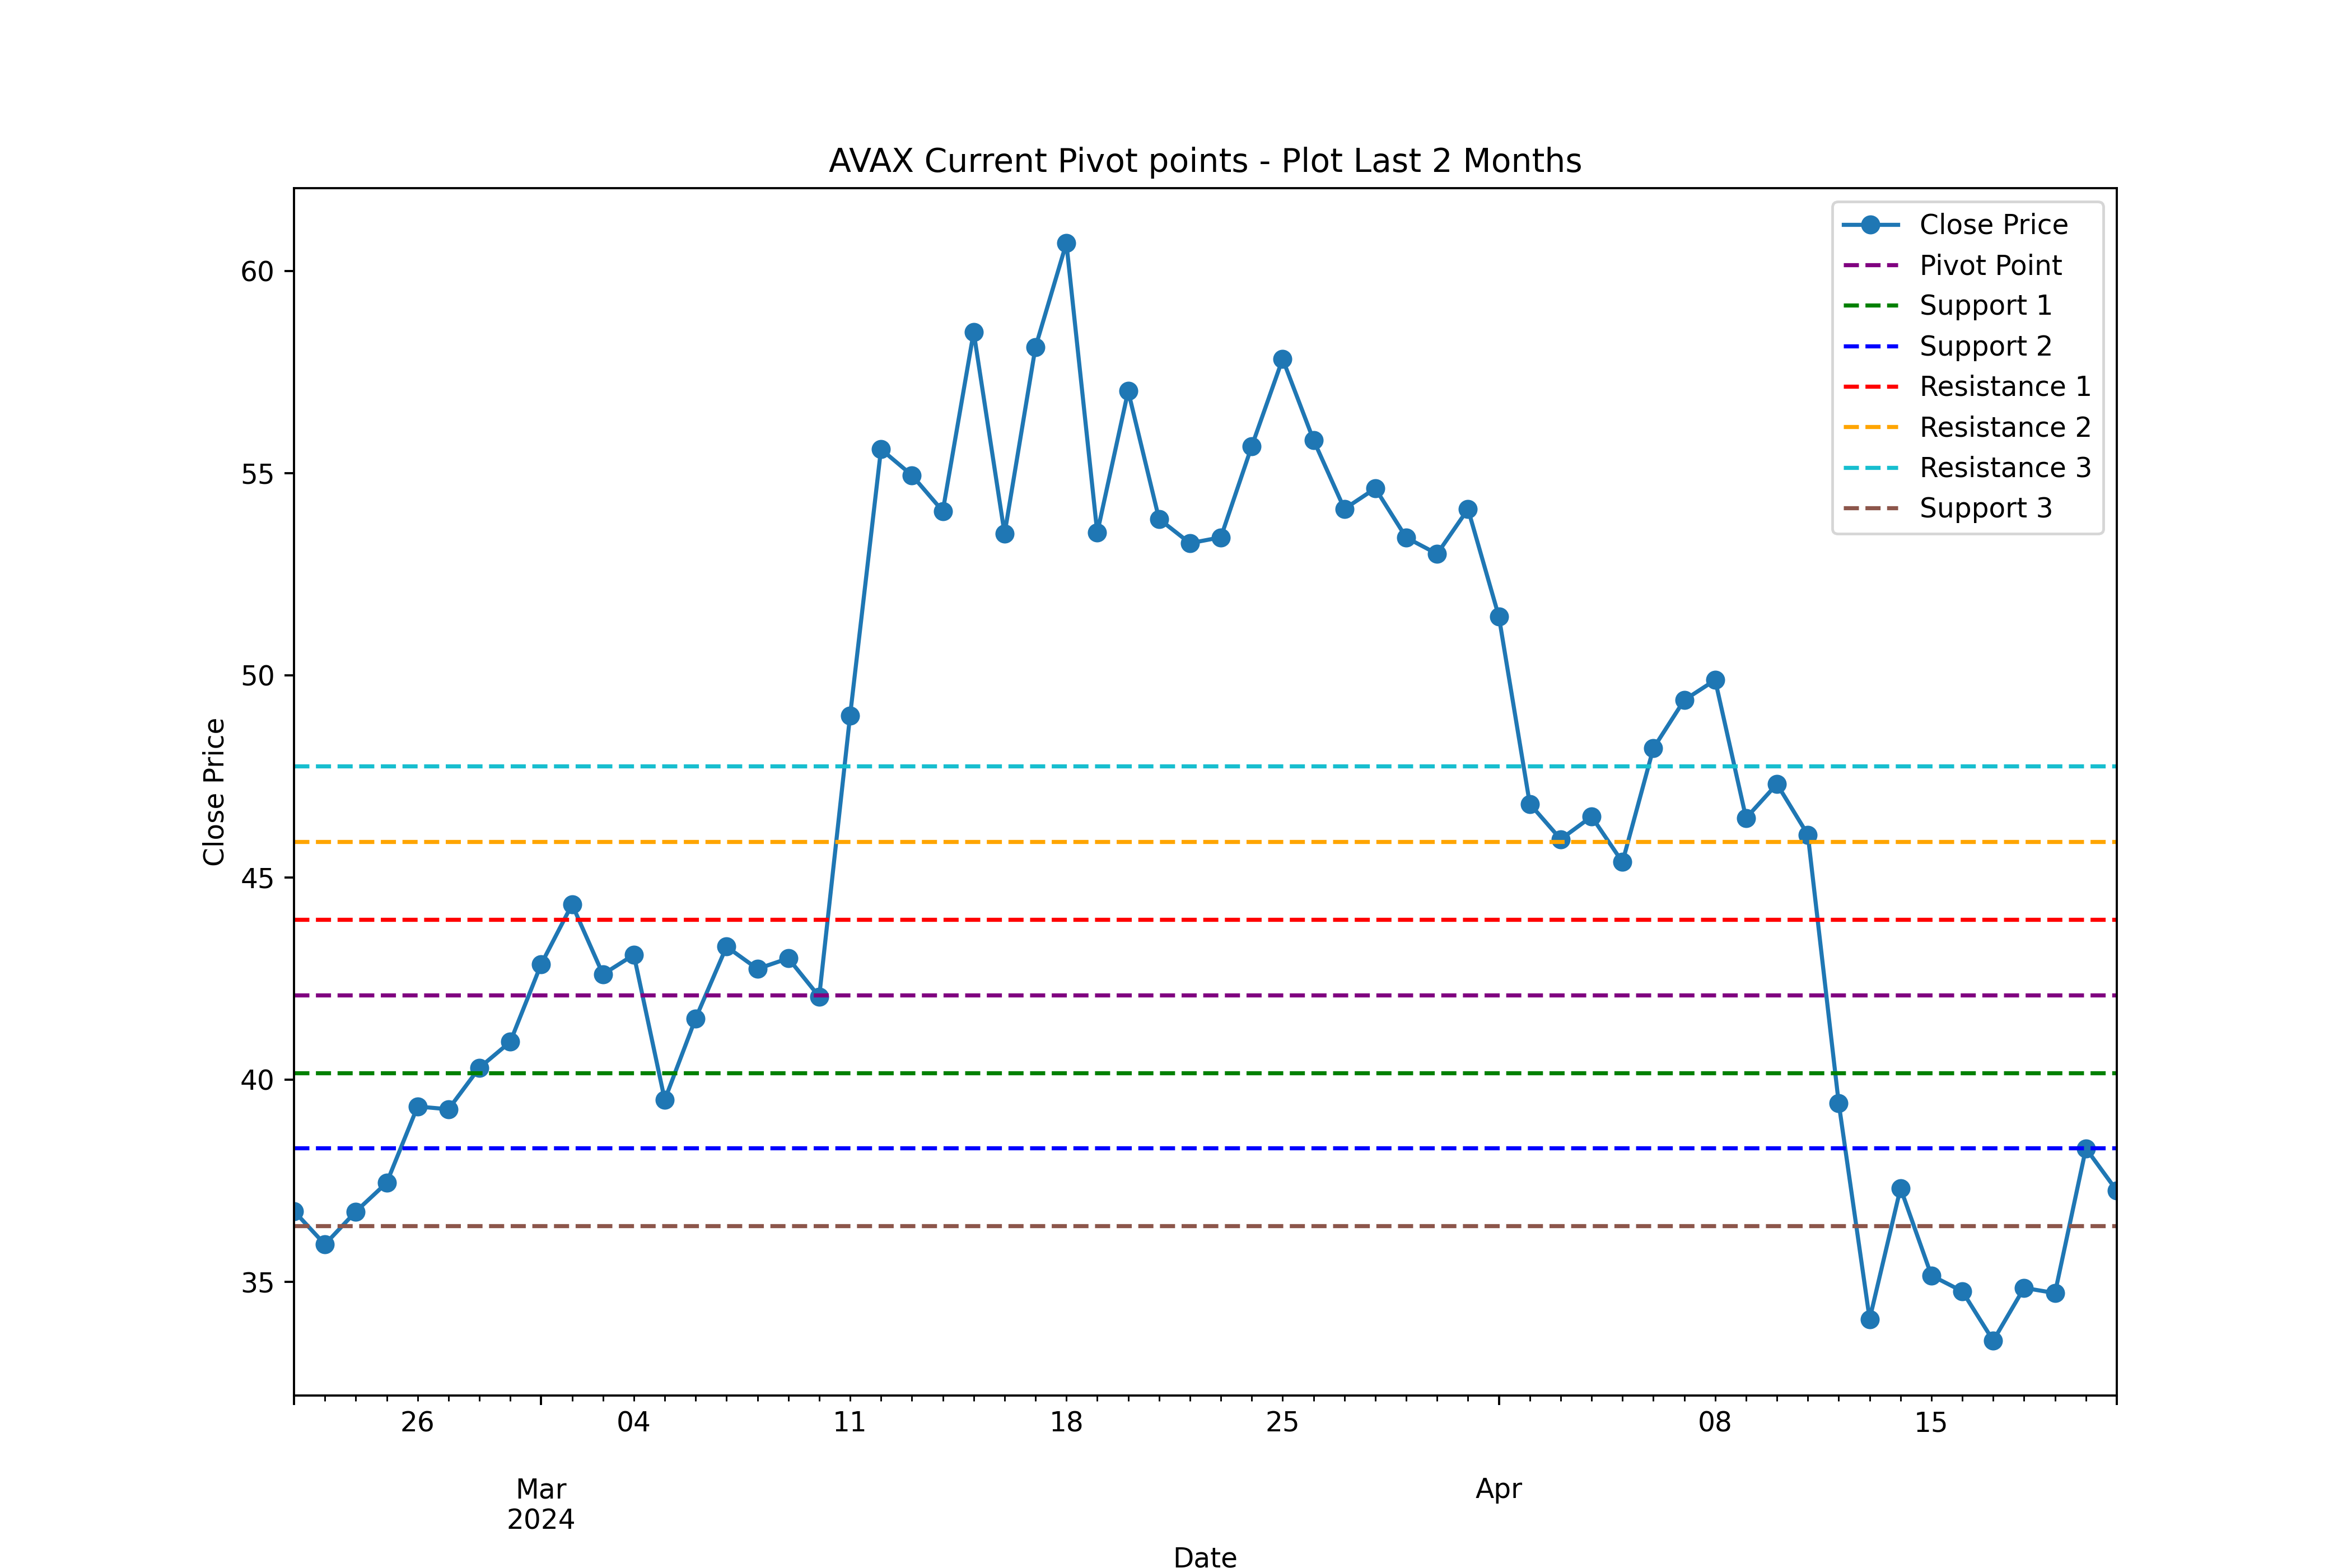 AVAX Current Pivot points - Plot Last 2 Months
Close Price
Pivot Point
Support 1
Support 2
Resistance 1
Resistance 2
Resistance 3
Support 3
60
55
50
45
40
35
Close Price
26
04
11
18
25
08
15
Mar
2024
Apr
Date